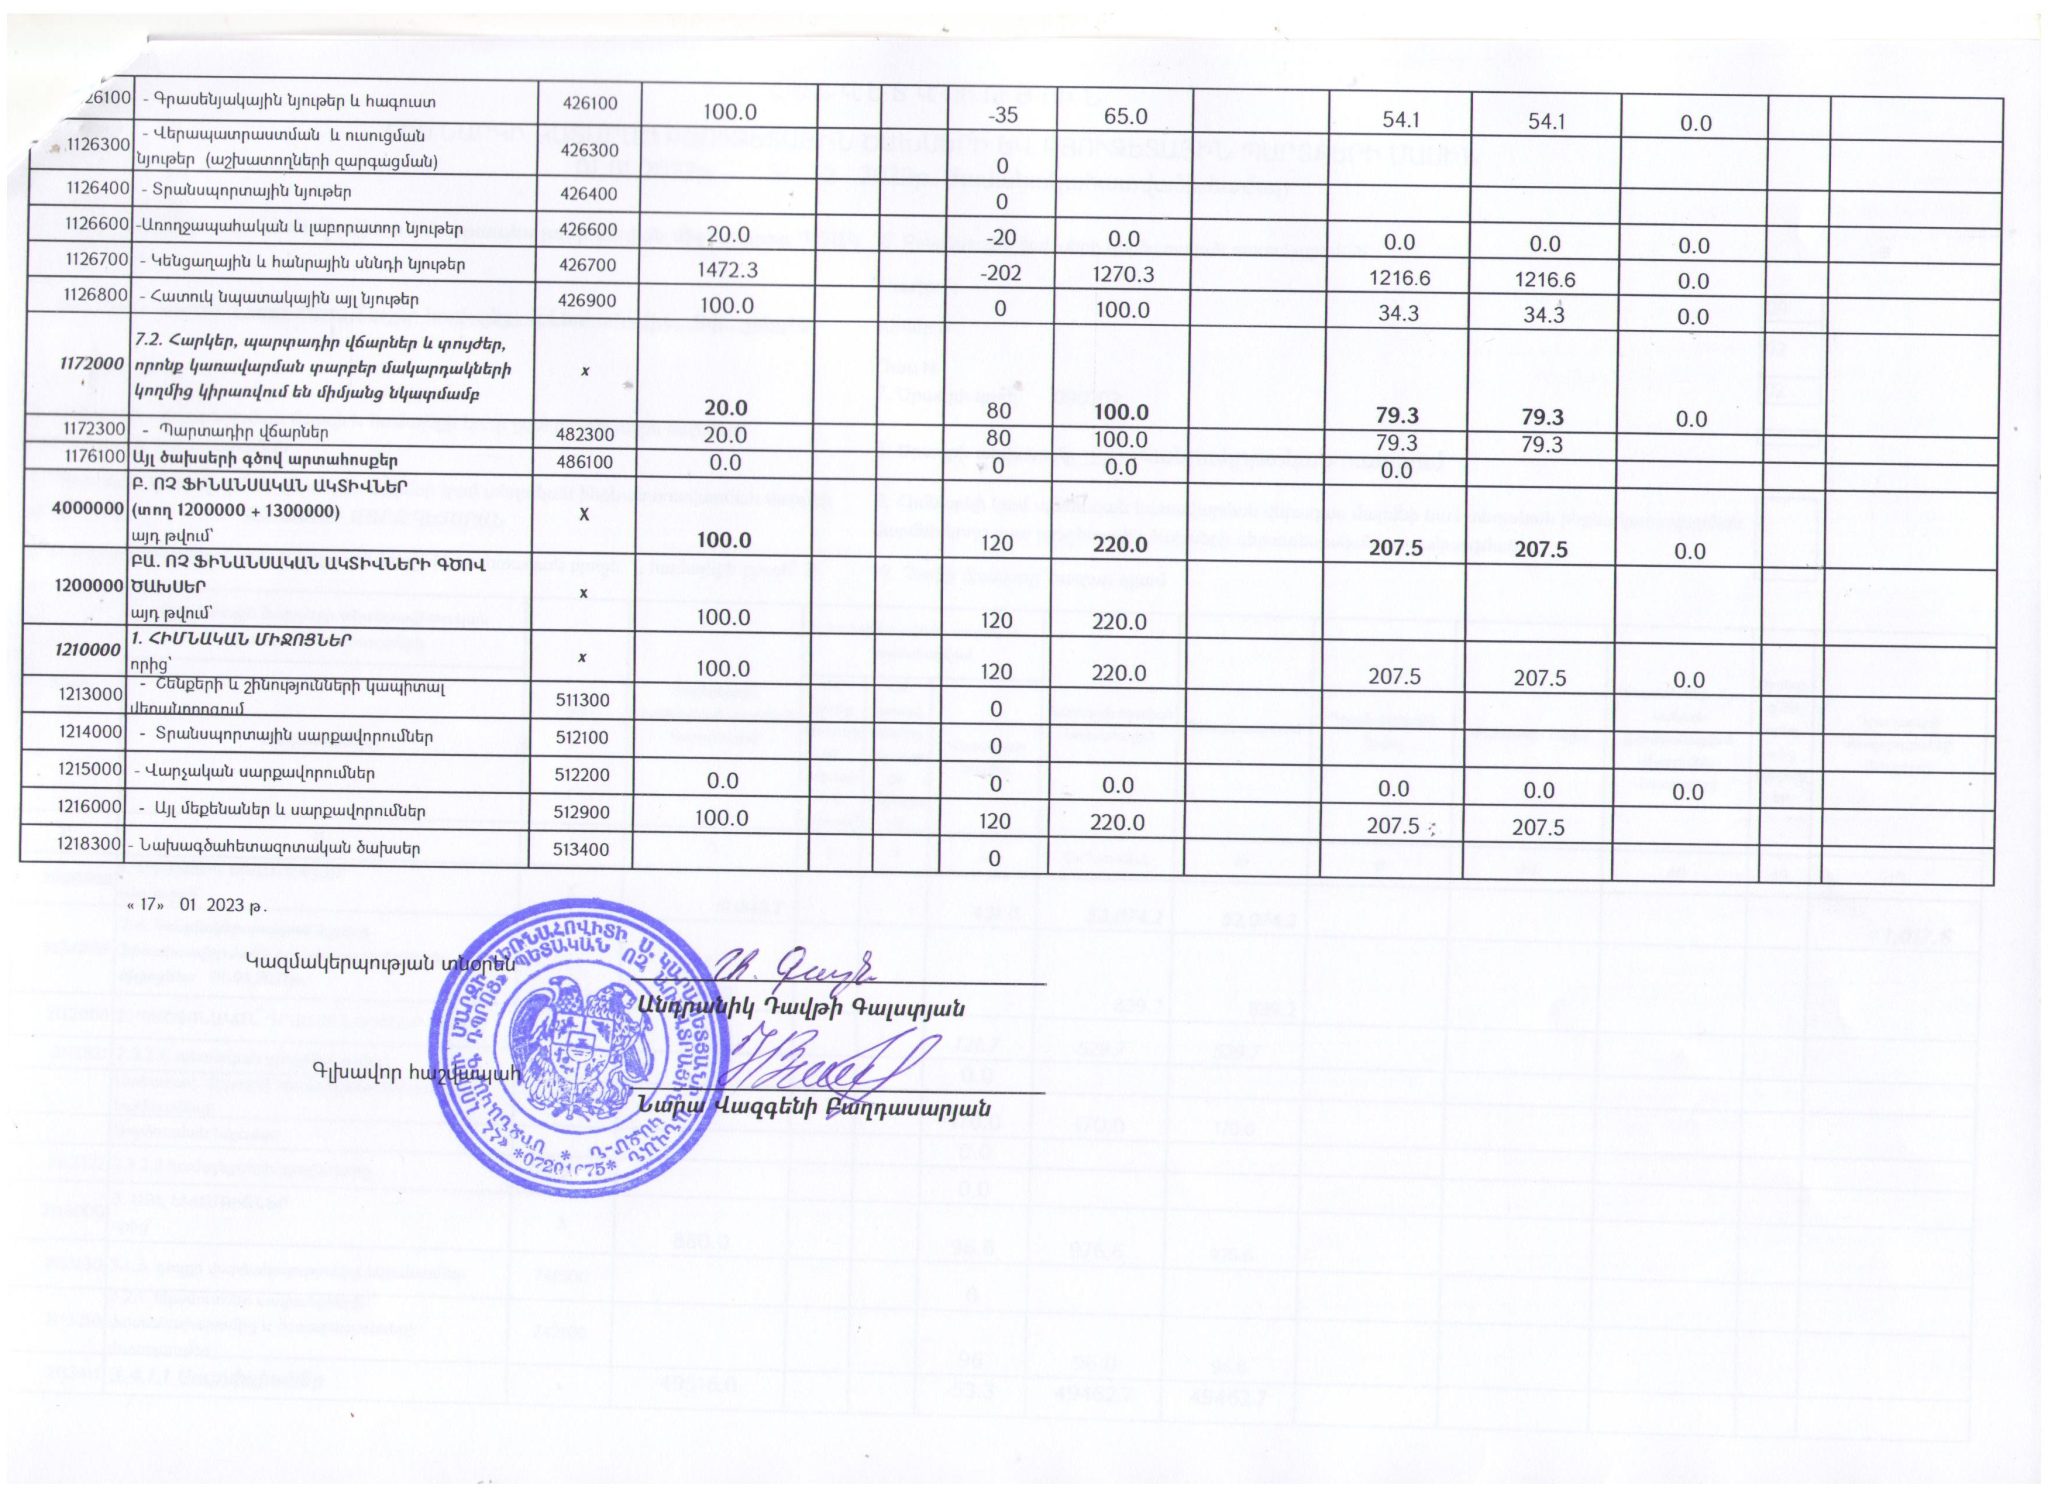 26100 - Գրասենյակային նյութեր և հագուստ 426100 100.0 -35 65.0 54.1 54.1 0.0
1126300 - Վերապատրաստման և ուսուցման
նյութեր (աշխատողների զարգացման) 426300 0
1126400 - Տրանսպորտային նյութեր 426400 0
1126600 -Առողջապահական և լաբորատոր նյութեր 426600 20.0 -20 0.0 0.0 0.0 0.0
1126700 - Կենցաղային և հանրային սննդի նյութեր 426700 1472.3 -202 1270.3 1216.6 1216.6 0.0
1126800 - Հատուկ նպատակային այլ նյութեր 426900 100.0 0 100.0 34.3 34.3 0.0
7.2. Հարկեր, պարտադիր վճարներ և տույժեր,
1172000 որոնք կառավարման տարբեր մակարդակների x
կողմից կիրառվում են միմյանց նկատմամբ
20.0 80 100.0 79.3 79.3 0.0
1172300 - Պարտադիր վճարներ 482300 20.0 80 100.0 79.3 79.3
1176100 Այլ ծախսերի գծով արտահոսքեր 486100 0.0 0 0.0 0.0
Բ. ՈՉ ՖԻՆԱՆՍԱԿԱՆ ԱԿՏԻՎՆԵՐ
4000000 (տող 1200000 + 1300000) X
այդ թվում՝ 100.0 120 220.0 207.5 207.5 0.0
ԲԱ. ՈՉ ՖԻՆԱՆՍԱԿԱՆ ԱԿՏԻՎՆԵՐԻ ԳԾՈՎ
1200000 ԾԱԽՍԵՐ x
այդ թվում՝ 100.0 120 220.0
1. ՀԻՄՆԱԿԱՆ ՄԻՋՈՑՆԵՐ
1210000 x
որից՝ 100.0 120 220.0 207.5 207.5 0.0
- Շենքերի և շինությունների կապիտալ
1213000 վերանորոգում 511300 0
1214000 - Տրանսպորտային սարքավորումներ 512100 0
1215000 - Վարչական սարքավորումներ 512200 0.0 0 0.0 0.0 0.0 0.0
1216000 - Այլ մեքենաներ և սարքավորումներ 512900 100.0 120 220.0 207.5 207.5
1218300 - Նախագծահետազոտական ծախսեր 513400 0
« 17» 01 2023 թ.
Կազմակերպության տնօրեն
Անդրանիկ Դավթի Գալստյան
Գլխավոր հաշվապահ
Նարա Վազգենի Բաղդասարյան
*07201675*